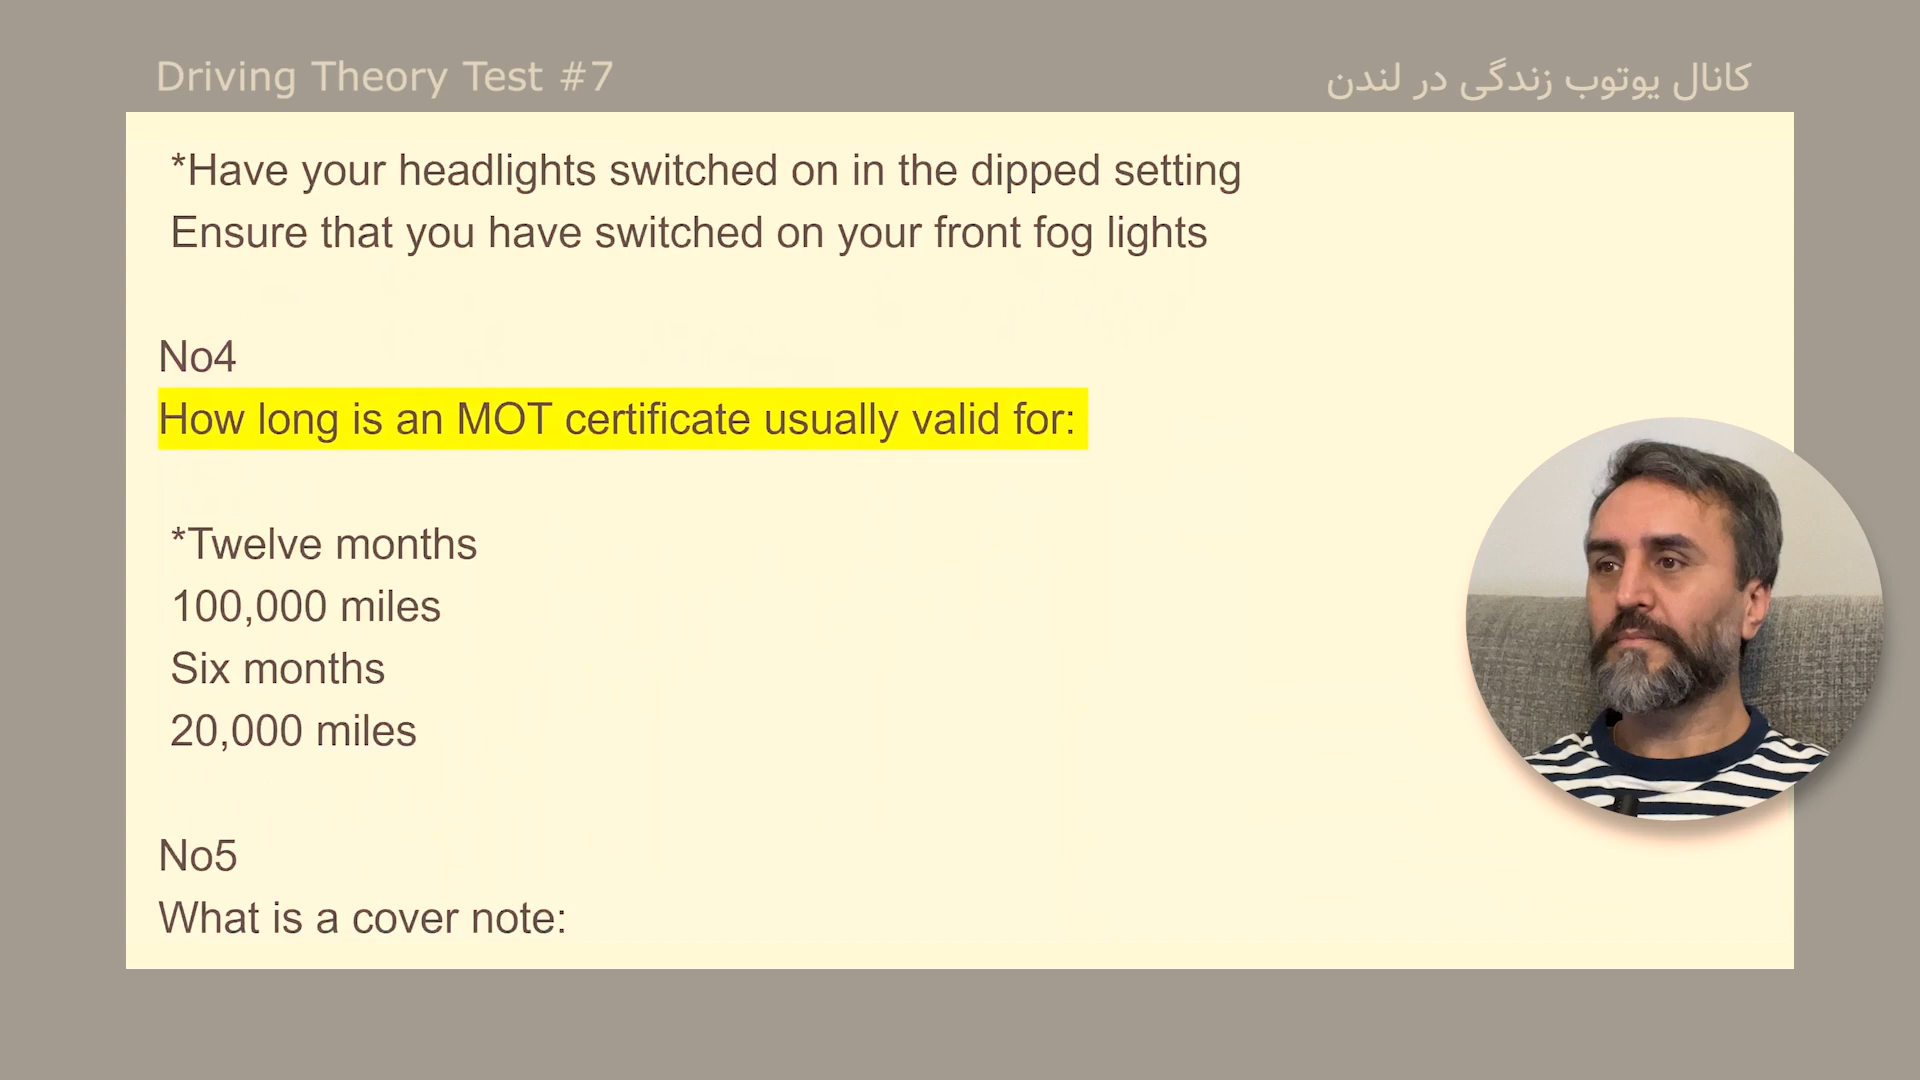 Driving Theory Test #7
کانال یوتوب زندگی در لندن
*Have your headlights switched on in the dipped setting
Ensure that you have switched on your front fog lights
No4
How long is an MOT certificate usually valid for:
*Twelve months
100,000 miles
Six months
20,000 miles
No5
What is a cover note: